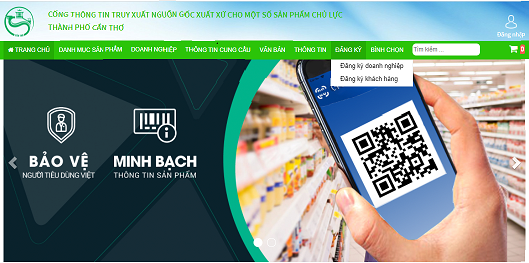 CỔNG THÔNG TIN TRUY XUẤT NGUỒN GỐC XUẤT XỨ CHO MỘT SỐ SẢN PHẨM CHỦ LỰC
THÀNH PHỐ CẦN THƠ
Đăng nhập
TRANG CHỦ DANH MỤC SẢN PHẨM DOANH NGHIỆP THÔNG TIN CUNG CẦU VĂN BẢN THÔNG TIN ĐĂNG KÝ BÌNH CHỌN Tìm kiếm ... 0
Đăng ký doanh nghiệp
Đăng ký khách hàng
BẢO VỆ
NGƯỜI TIÊU DÙNG VIỆT
MINH BẠCH
THÔNG TIN SẢN PHẨM